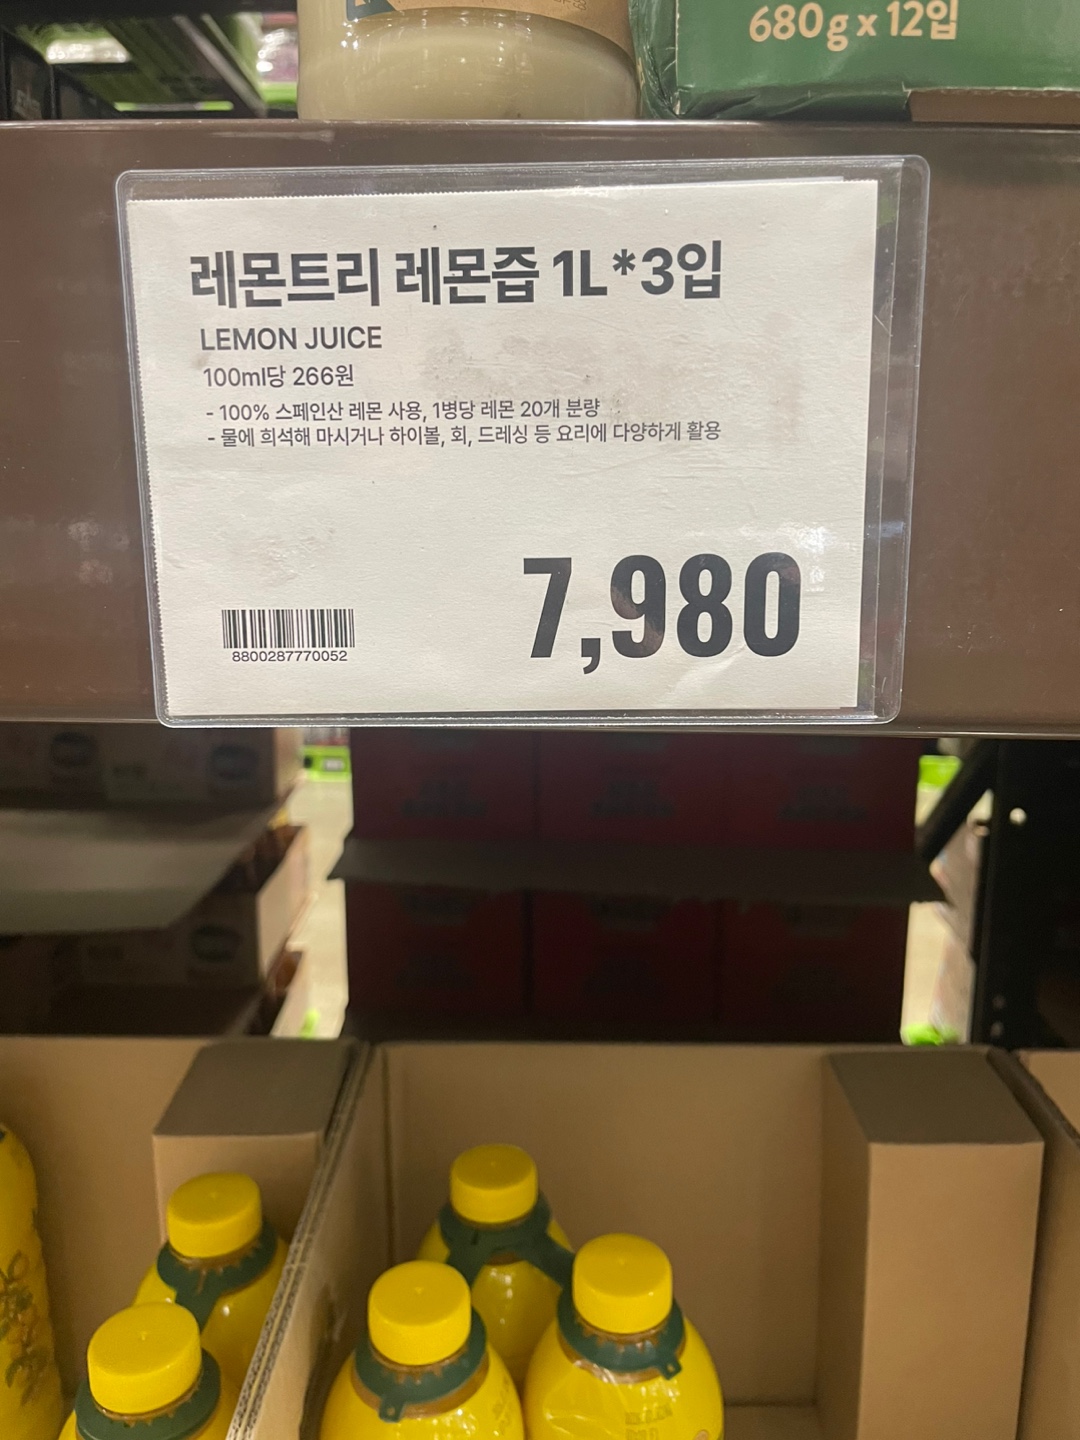 680g x 12입
레몬트리 레몬즙 1L*3입
LEMON JUICE
100ml당 266원
- 100% 스페인산 레몬 사용, 1병당 레몬 20개 분량
- 물에 희석해 마시거나 하이볼, 회, 드레싱 등 요리에 다양하게 활용
7,980
8800287770052